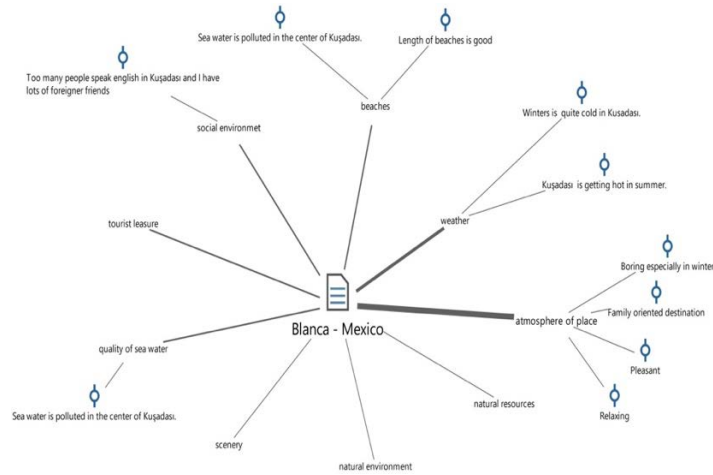 Sea water is polluted in the center of Kuşadası.
Length of beaches is good
Too many people speak english in Kuşadası and I have
lots of foreigner friends
beaches
social environmet
Winters is quite cold in Kusadası.
Kuşadası is getting hot in summer.
weather
tourist leasure
Boring especially in winter
Family oriented destination
atmosphere of place
Blanca - Mexico
quality of sea water
Pleasant
Relaxing
Sea water is polluted in the center of Kuşadası.
natural resources
scenery
natural environment